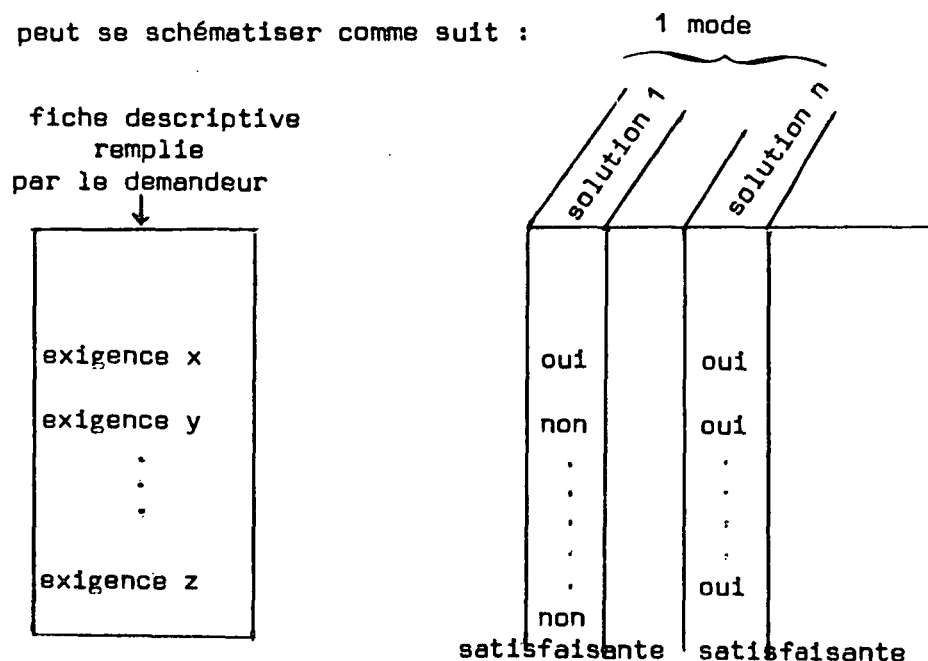 peut se schématiser comme suit :
1 mode
fiche descriptive
remplie
par le demandeur
solution 1
solution n
exigence x
oui
oui
exigence y
non
oui
exigence z
oui
non
satisfaisante
satisfaisante